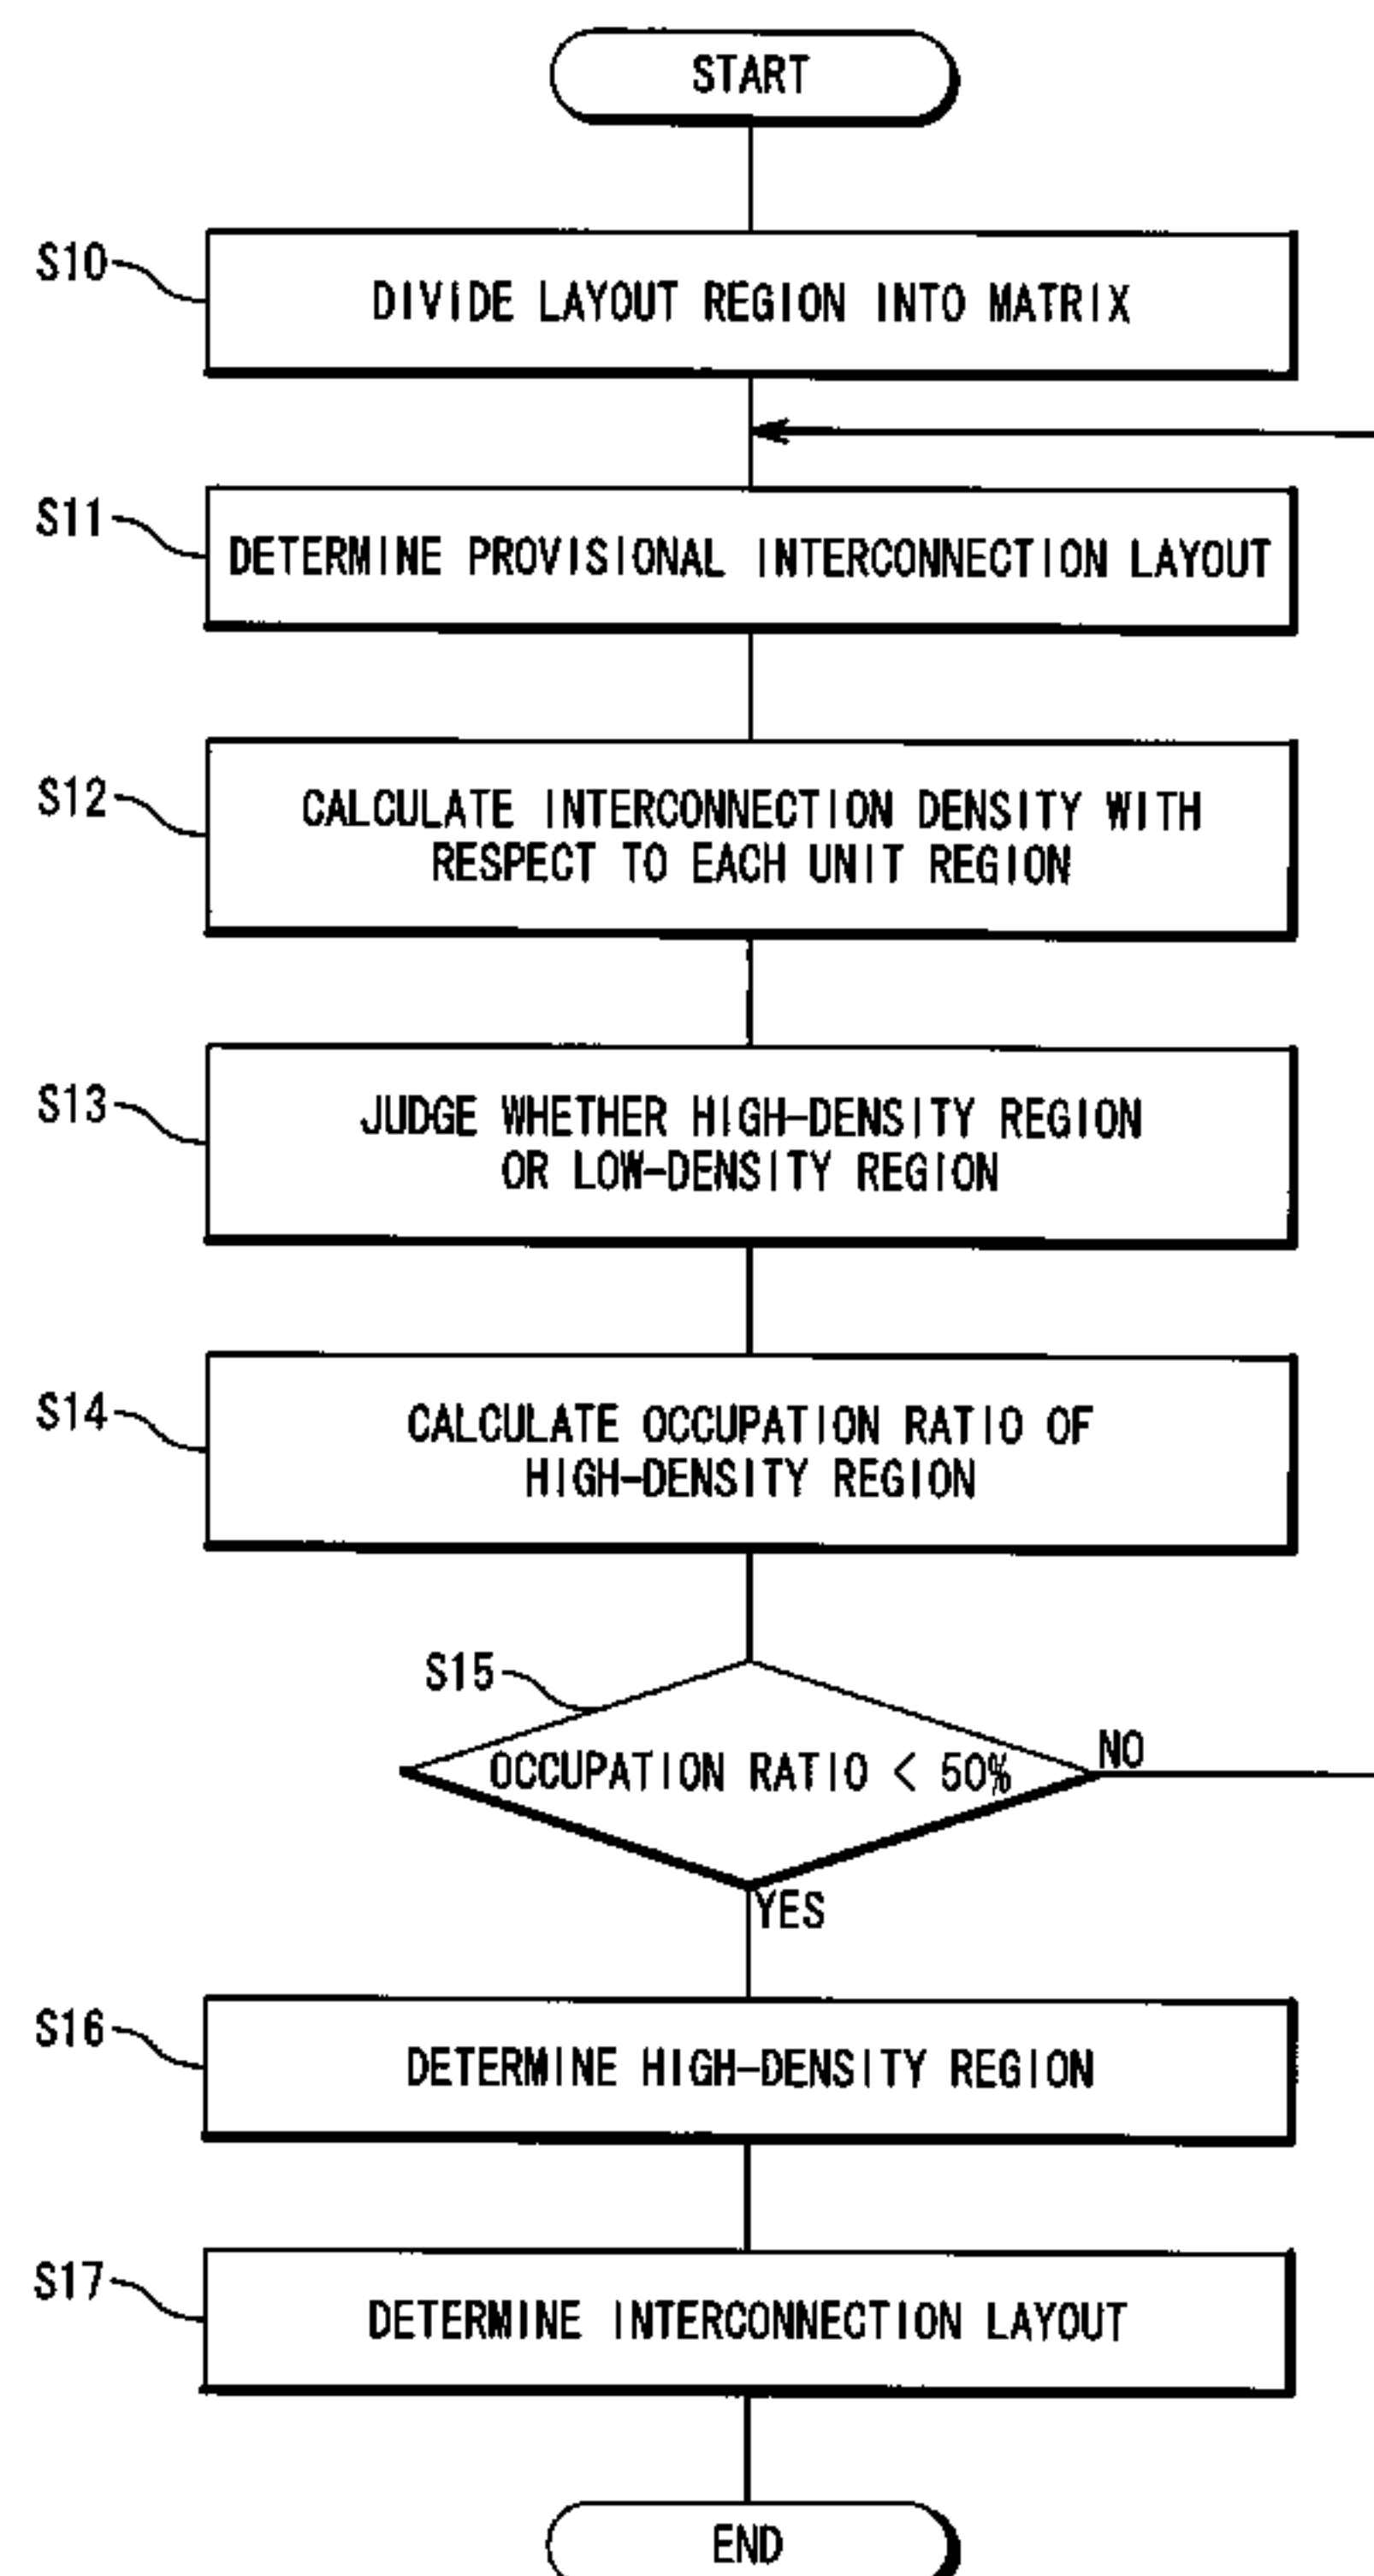 START
S10
DIVIDE LAYOUT REGION INTO MATRIX
S11
DETERMINE PROVISIONAL INTERCONNECTION LAYOUT
S12
CALCULATE INTERCONNECTION DENSITY WITH
RESPECT TO EACH UNIT REGION
S13
JUDGE WHETHER HIGH-DENSITY REGION
OR LOW-DENSITY REGION
S14
CALCULATE OCCUPATION RATIO OF
HIGH-DENSITY REGION
S15
OCCUPATION RATIO < 50%
NO
YES
S16
DETERMINE HIGH-DENSITY REGION
S17
DETERMINE INTERCONNECTION LAYOUT
END